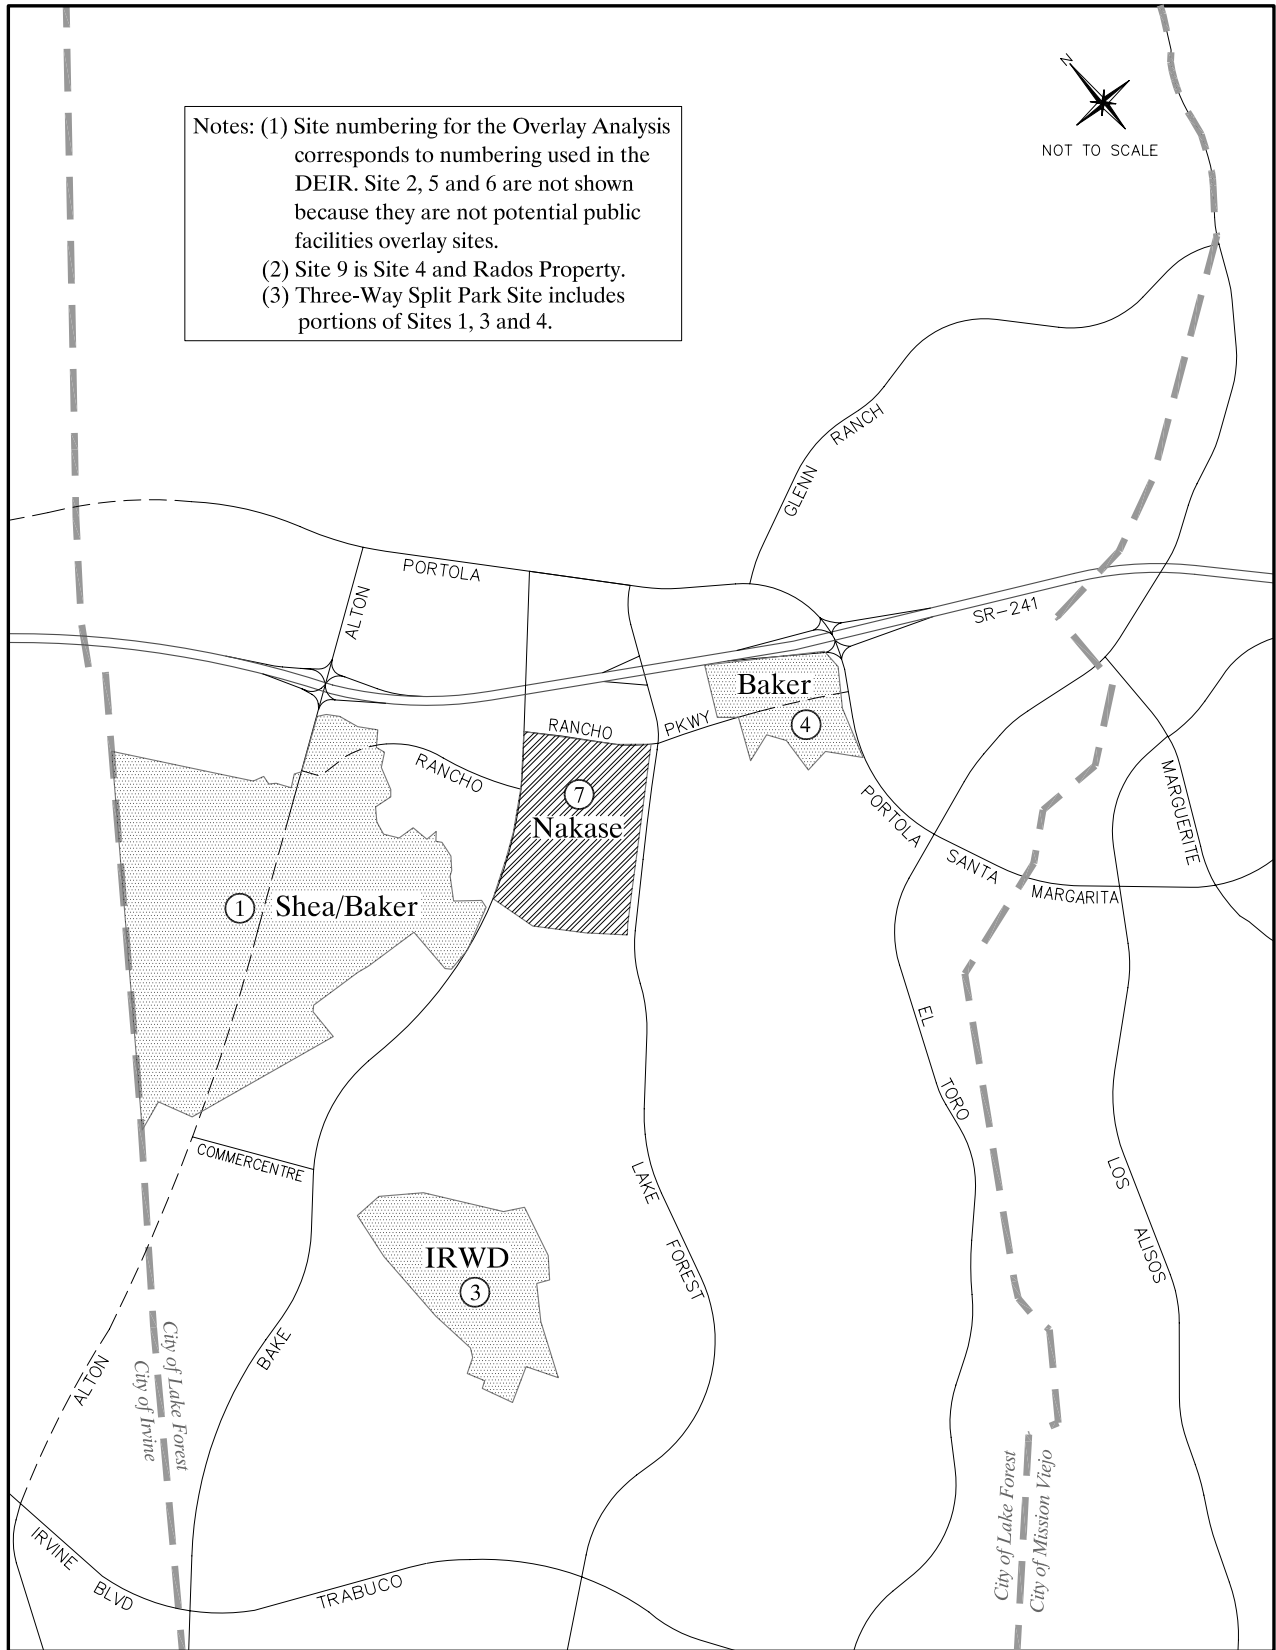 N
NOT TO SCALE
Notes: (1) Site numbering for the Overlay Analysis
corresponds to numbering used in the
DEIR. Site 2, 5 and 6 are not shown
because they are not potential public
facilities overlay sites.
(2) Site 9 is Site 4 and Rados Property.
(3) Three-Way Split Park Site includes
portions of Sites 1, 3 and 4.
GLENN RANCH
PORTOLA
ALTON
SR-241
Baker
4
RANCHO PKWY
RANCHO
7
Nakase
PORTOLA
SANTA MARGARITA
MARGUERITE
1 Shea/Baker
EL TORO
COMMERCENTRE
LAKE FOREST
LOS ALISOS
IRWD
3
BAKE
ALTON
City of Lake Forest
City of Irvine
City of Lake Forest
City of Mission Viejo
IRVINE BLVD
TRABUCO